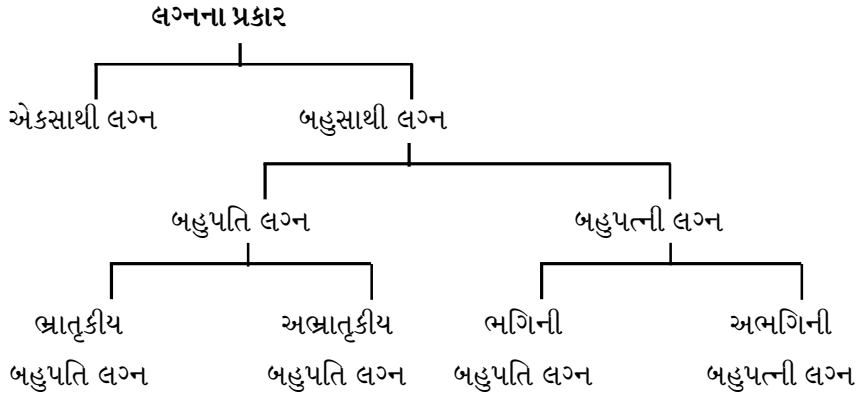 લગ્નના પ્રકાર
એકસાથી લગ્ન
બહુસાથી લગ્ન
બહુપતિ લગ્ન
બહુપત્ની લગ્ન
ભ્રાતૃકીય
બહુપતિ લગ્ન
અભ્રાતૃકીય
બહુપતિ લગ્ન
ભગિની
બહુપતિ લગ્ન
અભગિની
બહુપત્ની લગ્ન